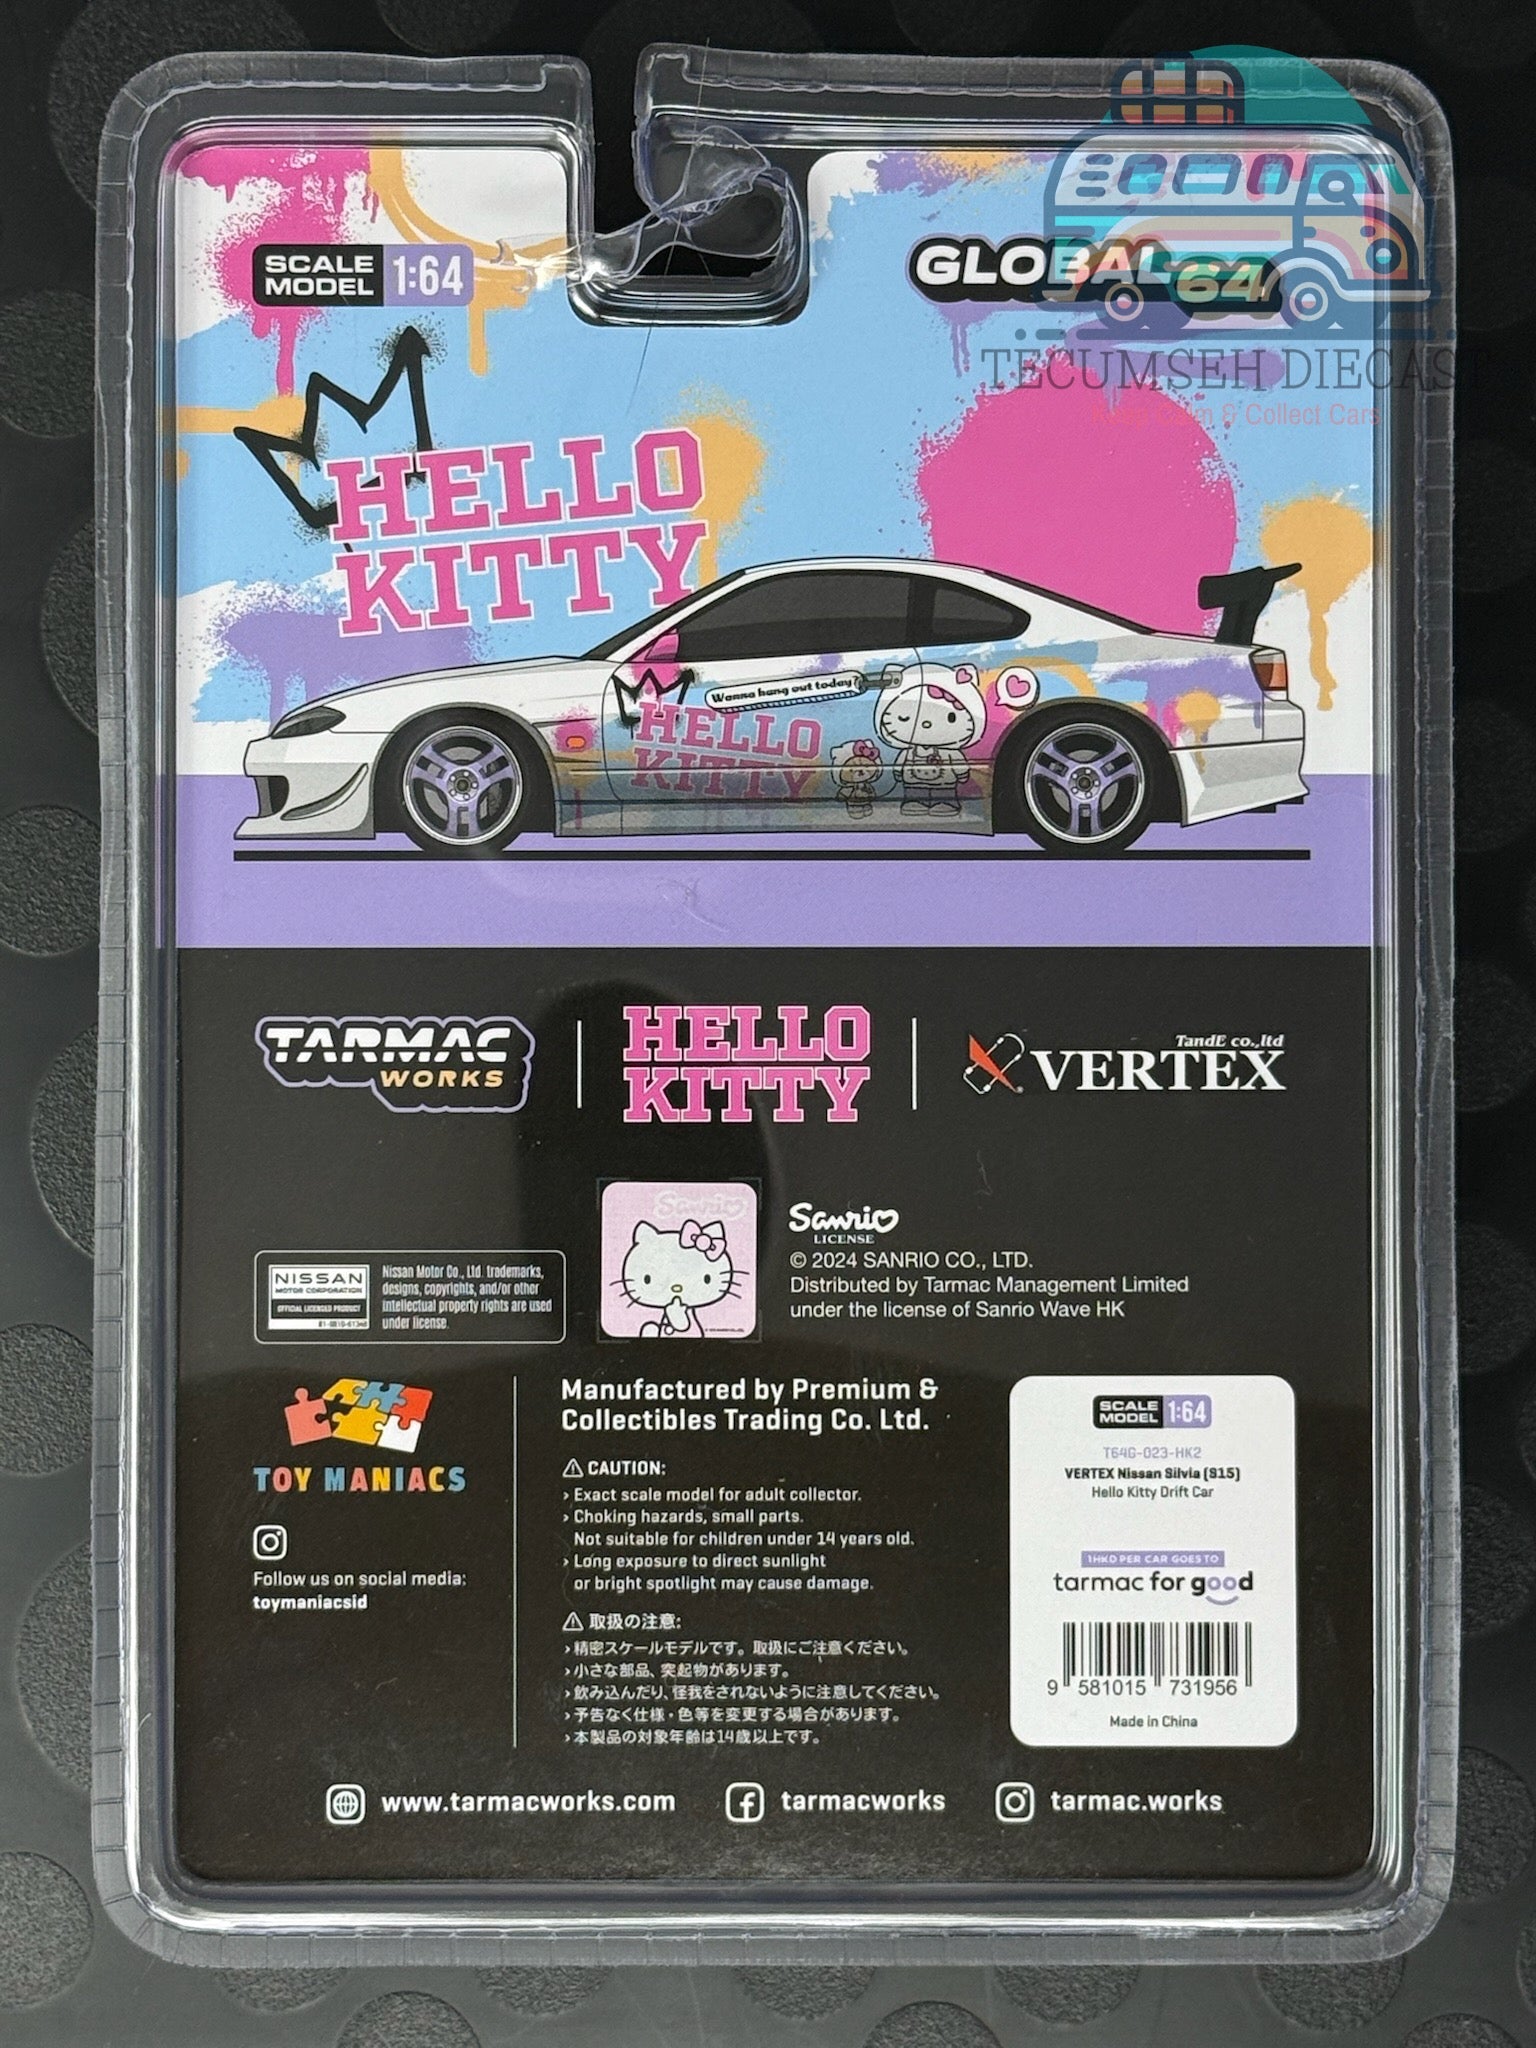 SCALE MODEL 1:64
GLOBAL 64
TECUMSEH DIECAST
Keep Calm & Collect Cars
HELLO
KITTY
Wanna hang out today?
HELLO
KITTY
TARMAC
WORKS
HELLO
KITTY
TandE co.,ltd
VERTEX
Sanrio
Sanrio
LICENSE
© 2024 SANRIO CO., LTD.
Distributed by Tarmac Management Limited
under the license of Sanrio Wave HK
NISSAN
MOTOR CORPORATION
OFFICIAL LICENSED PRODUCT
Nissan Motor Co., Ltd. trademarks,
designs, copyrights, and/or other
intellectual property rights are used
under license.
TOY MANIACS
Follow us on social media:
toymaniacsid
Manufactured by Premium &
Collectibles Trading Co. Ltd.
CAUTION:
› Exact scale model for adult collector.
› Choking hazards, small parts.
Not suitable for children under 14 years old.
› Long exposure to direct sunlight
or bright spotlight may cause damage.
取扱の注意:
›精密スケールモデルです。取扱にご注意ください。
›小さな部品、突起物があります。
›飲み込んだり、怪我をされないように注意してください。
›予告なく仕様・色等を変更する場合があります。
›本製品の対象年齢は14歳以上です。
SCALE MODEL 1:64
T64G-023-HK2
VERTEX Nissan Silvia (S15)
Hello Kitty Drift Car
1HKD PER CAR GOES TO
tarmac for good
9 581015 731956
Made in China
www.tarmacworks.com
tarmacworks
tarmac.works